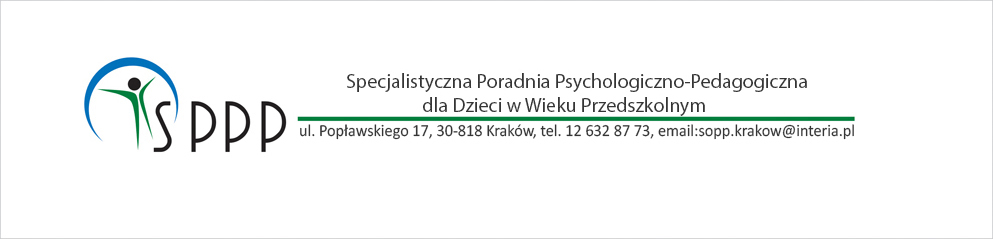 SPPP
Specjalistyczna Poradnia Psychologiczno-Pedagogiczna
dla Dzieci w Wieku Przedszkolnym
ul. Popławskiego 17, 30-818 Kraków, tel. 12 632 87 73, email:sopp.krakow@interia.pl